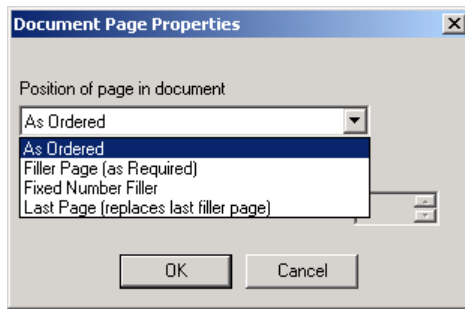 Document Page Properties
Position of page in document
As Ordered
As Ordered
Filler Page (as Required)
Fixed Number Filler
Last Page (replaces last filler page)
OK Cancel